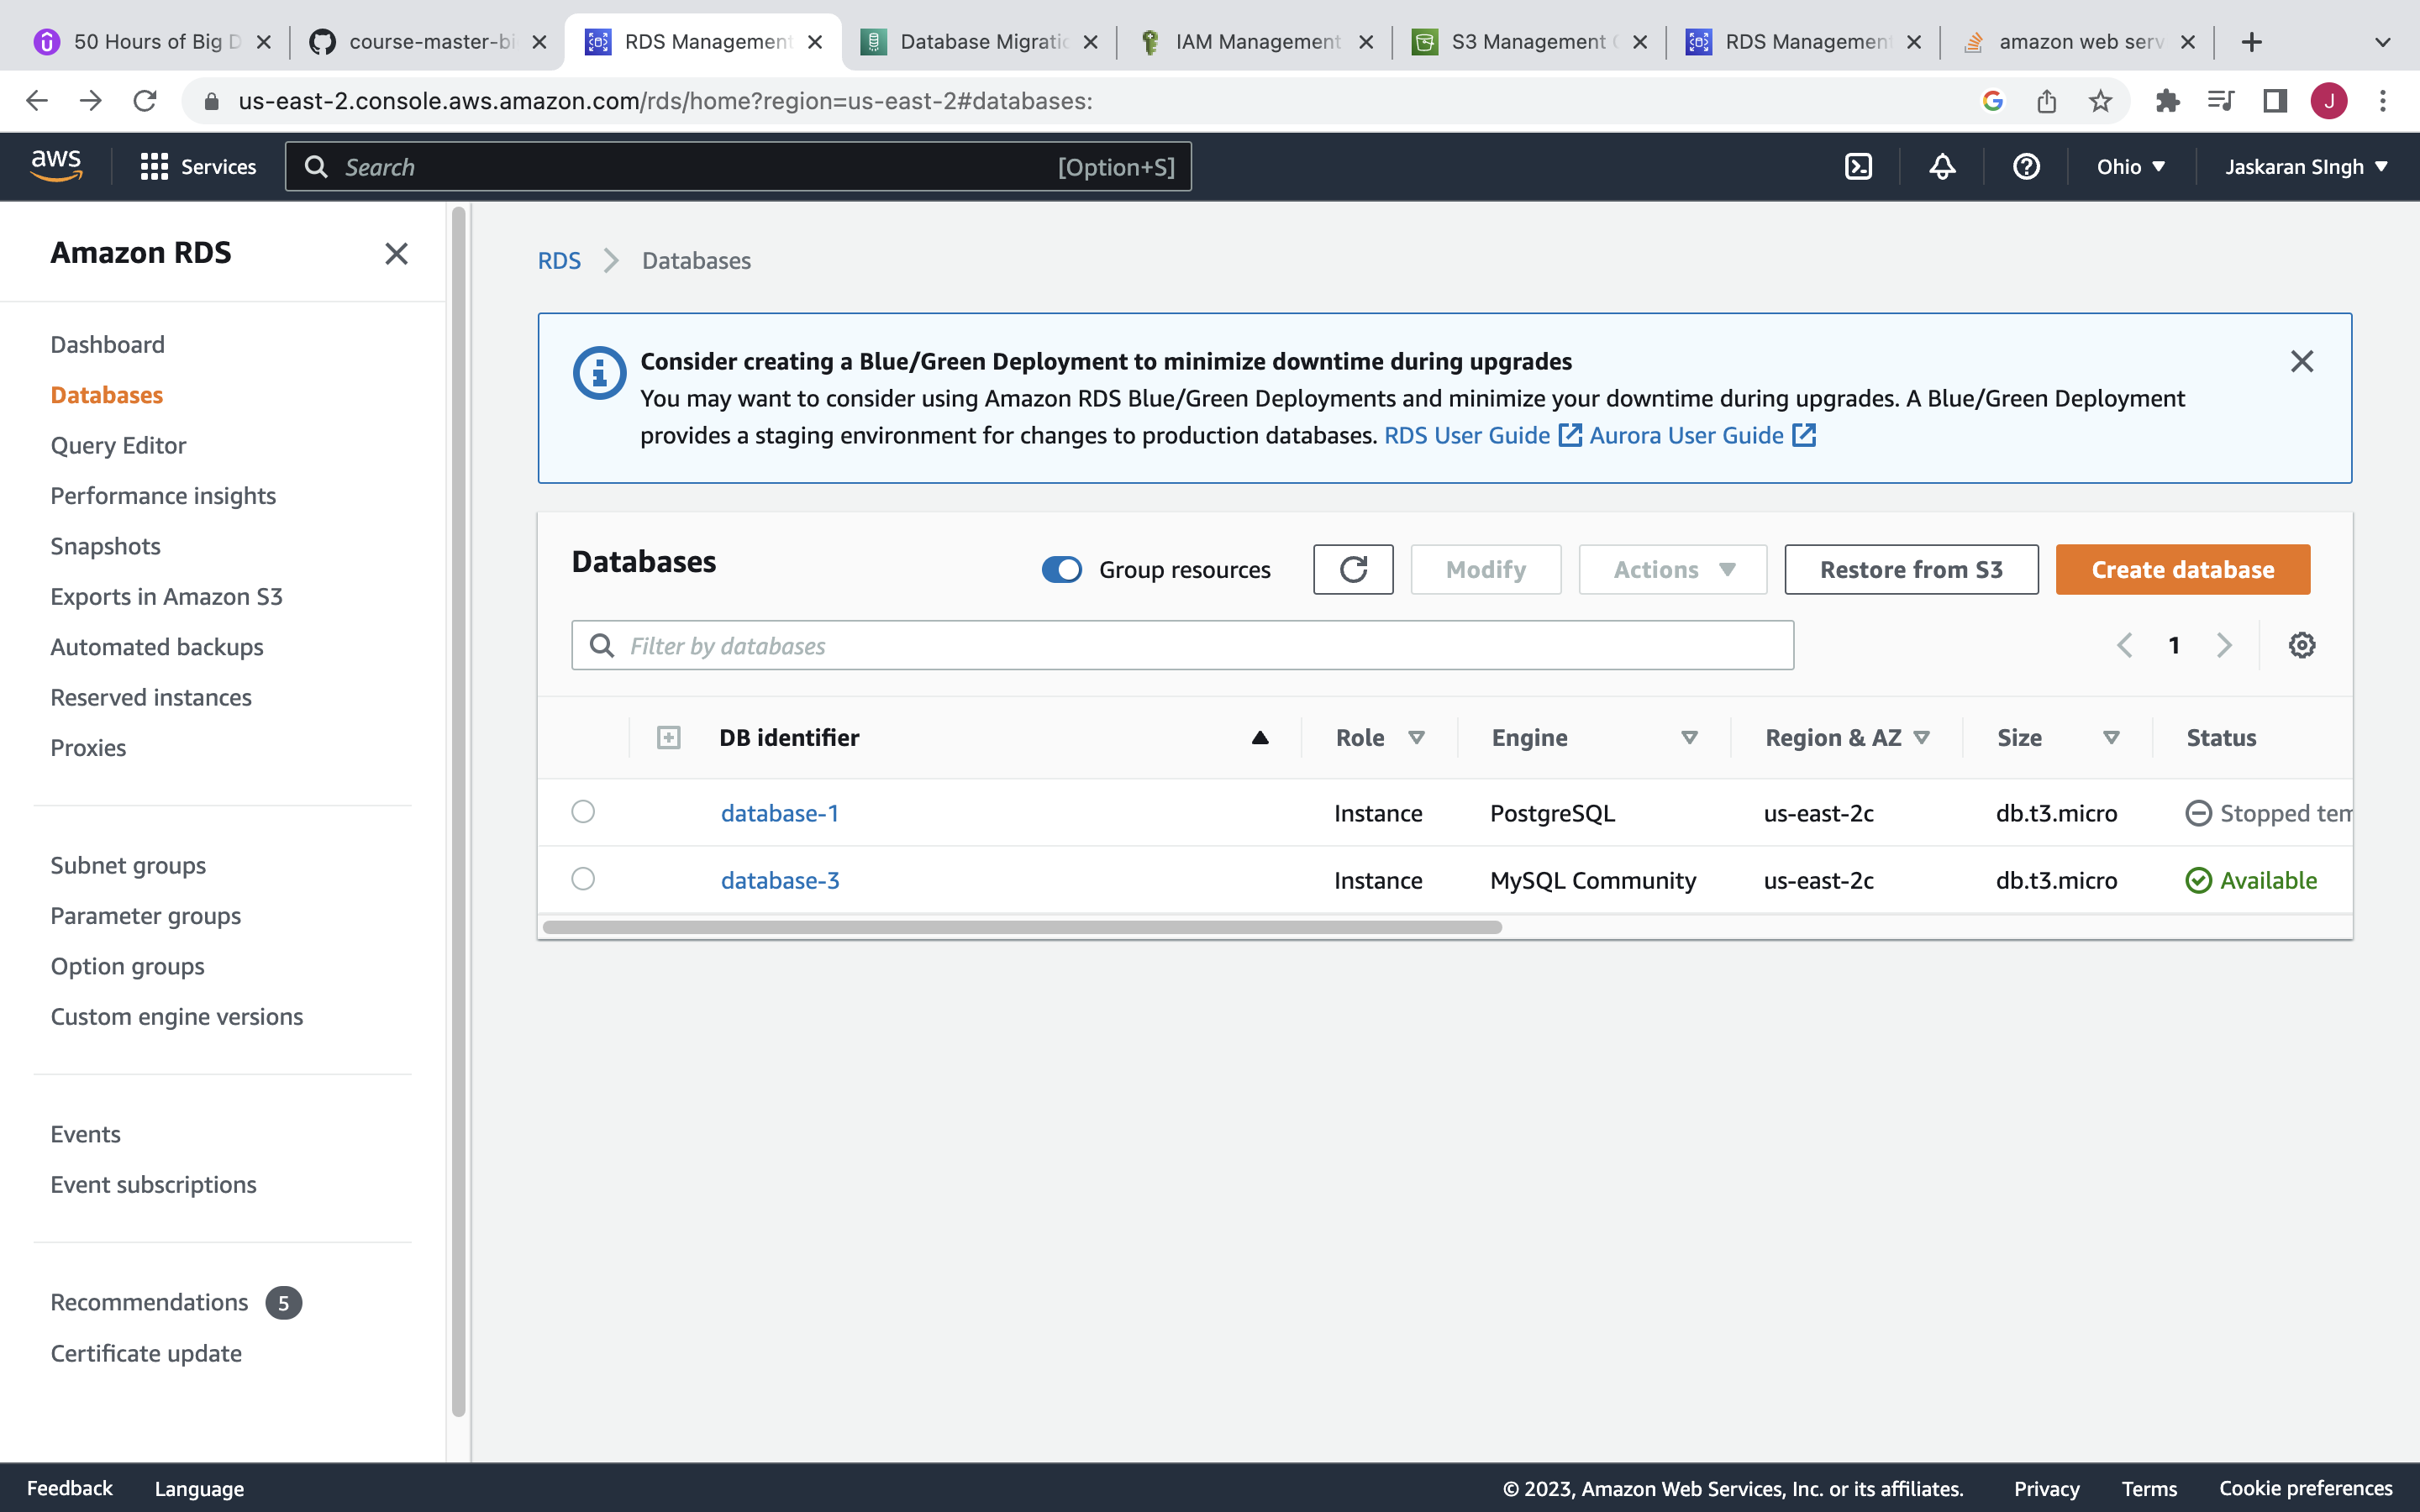 50 Hours of Big D
course-master-bi
RDS Management
Database Migratio
IAM Management
S3 Management C
RDS Management
amazon web serv
us-east-2.console.aws.amazon.com/rds/home?region=us-east-2#databases:
J
aws
Services
Search
[Option+S]
Ohio
Jaskaran SIngh
Amazon RDS
Dashboard
Databases
Query Editor
Performance insights
Snapshots
Exports in Amazon S3
Automated backups
Reserved instances
Proxies
Subnet groups
Parameter groups
Option groups
Custom engine versions
Events
Event subscriptions
Recommendations 5
Certificate update
RDS > Databases
Consider creating a Blue/Green Deployment to minimize downtime during upgrades
You may want to consider using Amazon RDS Blue/Green Deployments and minimize your downtime during upgrades. A Blue/Green Deployment
provides a staging environment for changes to production databases. RDS User Guide Aurora User Guide
Databases
Group resources
Modify
Actions
Restore from S3
Create database
Filter by databases
1
DB identifier Role Engine Region & AZ Size Status
database-1 Instance PostgreSQL us-east-2c db.t3.micro Stopped tem
database-3 Instance MySQL Community us-east-2c db.t3.micro Available
Feedback Language © 2023, Amazon Web Services, Inc. or its affiliates. Privacy Terms Cookie preferences